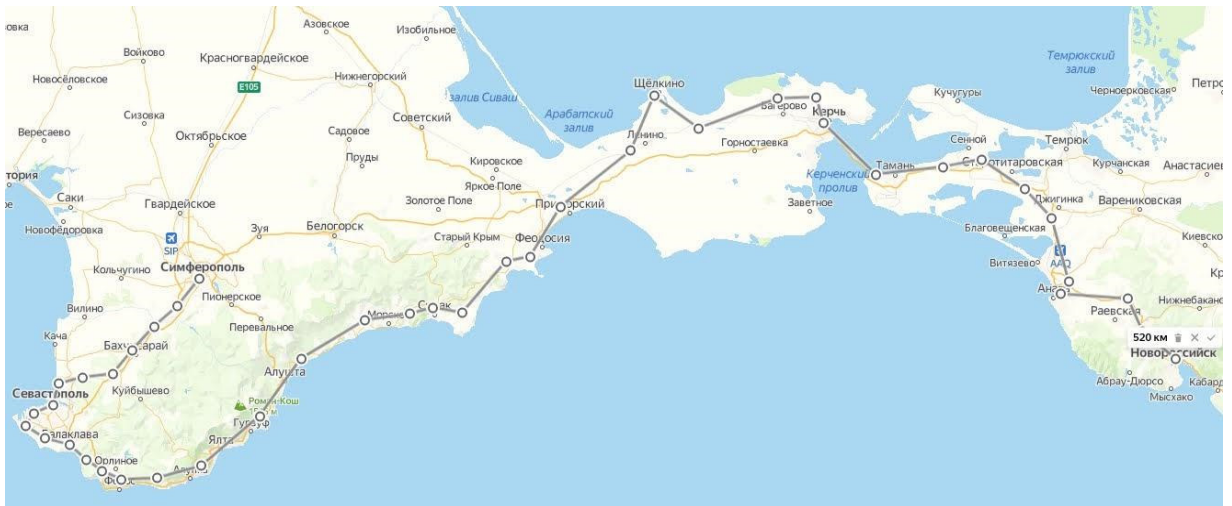 Азовское
Изобильное
Войково
Красногвардейское
Новосёловское
Нижнегорский
E105
залив Сиваш
Щёлкино
Темрюкский
залив
Петро
Черноерковская
Сизовка
Октябрьское
Советский
Арабатский
залив
Багерово
Керчь
Кучугуры
Вересаево
Садовое
Ленино
Горностаевка
Сенной
Темрюк
Пруды
Кировское
Яркое Поле
Тамань
Старотитаровская
Курчанская
Анастасиев
тория
Саки
Гвардейское
Золотое Поле
Керченский
пролив
Приморский
Заветное
Джигинка
Варениковская
Новофёдоровка
Зуя
Белогорск
Старый Крым
Феодосия
Благовещенская
Киевско
SIP
Симферополь
Кольчугино
Витязево
AAQ
Пионерское
Анапа
Нижнебакано
Вилино
Перевальное
Судак
Раевская
Кача
Бахчисарай
520 км
Новороссийск
Алушта
Севастополь
Куйбышево
Роман-Кош
Абрау-Дюрсо
Кабард
Мысхако
Гурзуф
Балаклава
Ялта
Орлиное